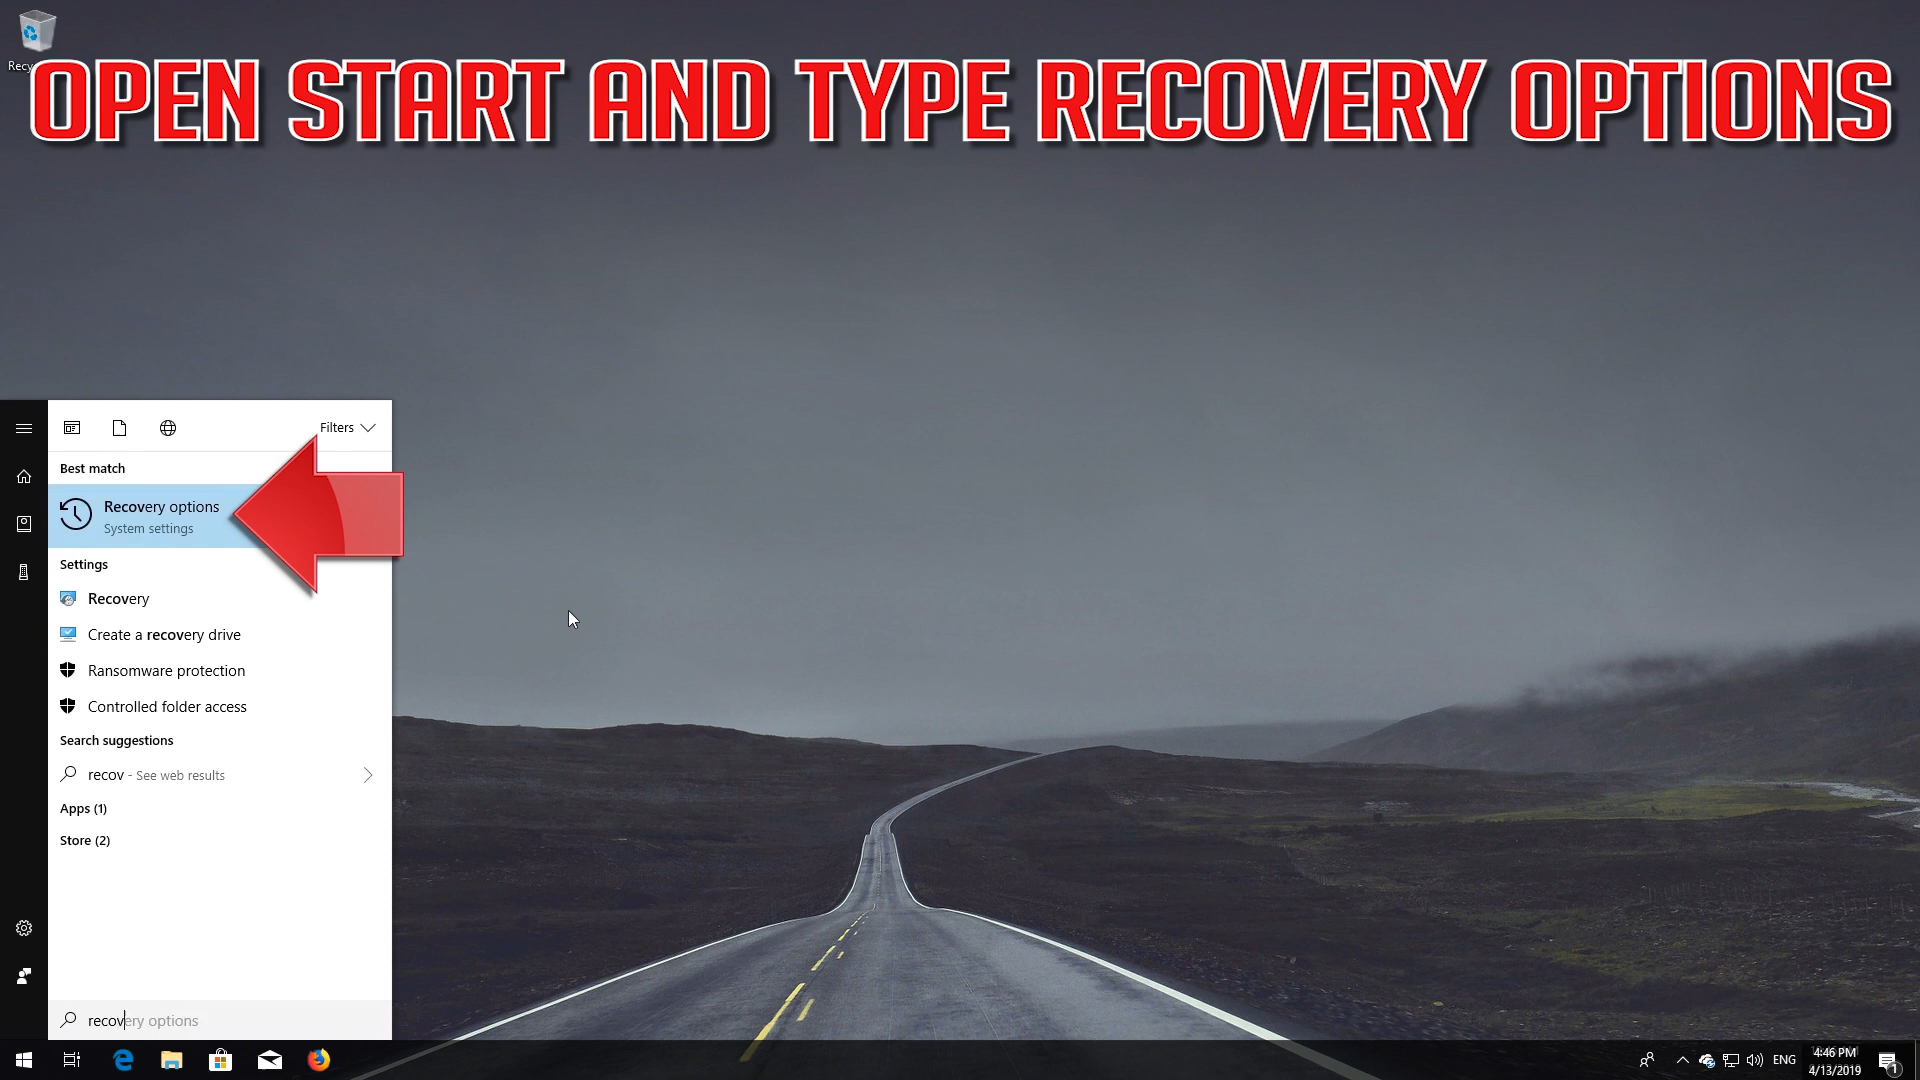 OPEN START AND TYPE RECOVERY OPTIONS
Filters
Best match
Recovery options
System settings
Settings
Recovery
Create a recovery drive
Ransomware protection
Controlled folder access
Search suggestions
recov - See web results
Apps (1)
Store (2)
recovery options
ENG
4:46 PM
4/13/2019
1